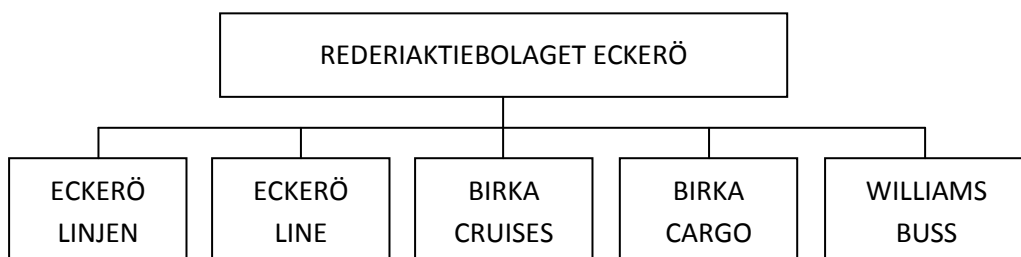 REDERIAKTIEBOLAGET ECKERÖ
ECKERÖ
LINJEN
ECKERÖ
LINE
BIRKA
CRUISES
BIRKA
CARGO
WILLIAMS
BUSS